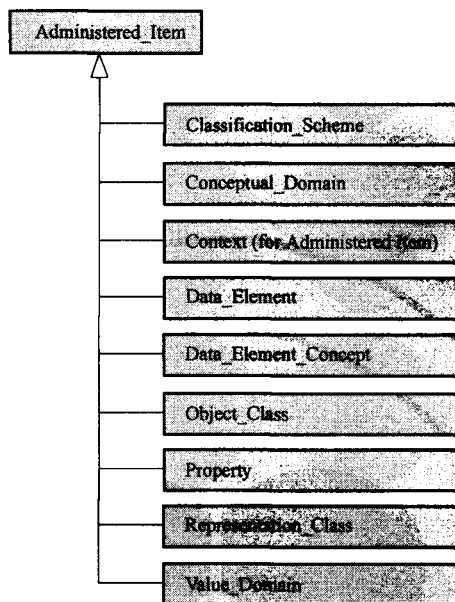 Administered_Item
Classification_Scheme
Conceptual_Domain
Context (for Administered Item)
Data_Element
Data_Element_Concept
Object_Class
Property
Representation_Class
Value_Domain